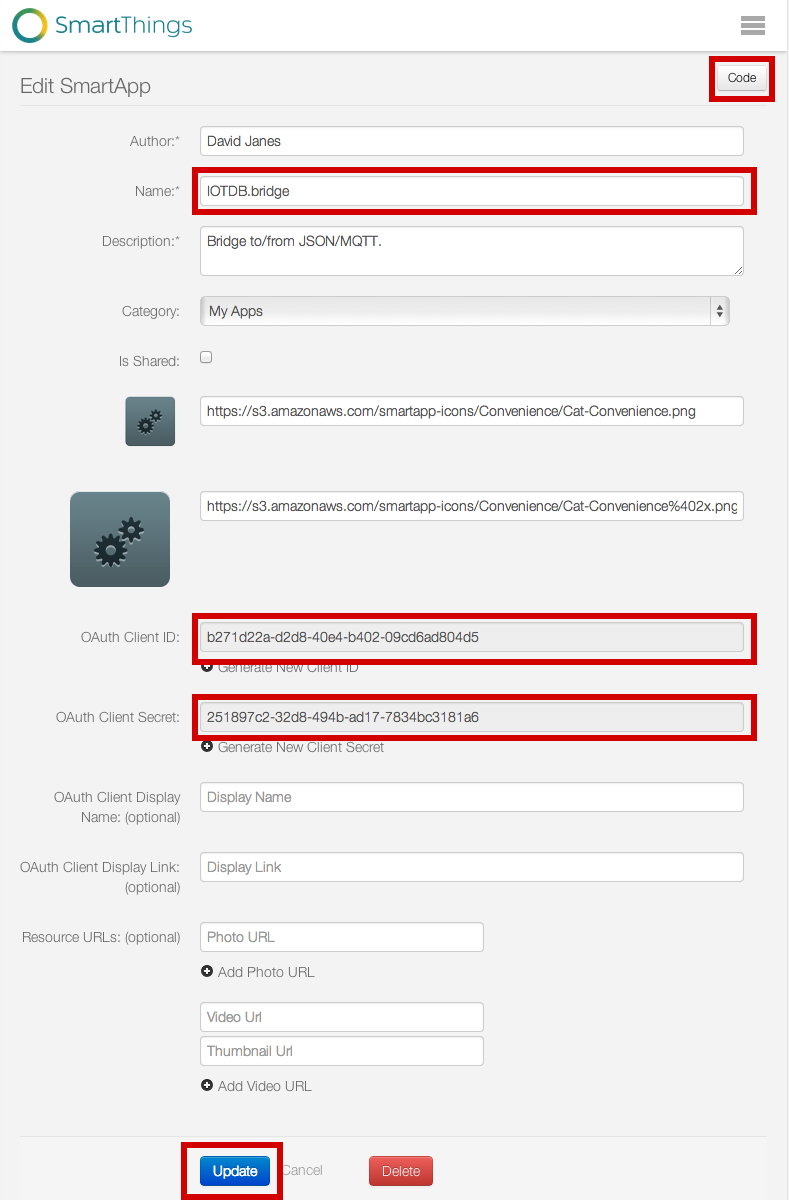 SmartThings
Edit SmartApp
Code
Author:*
David Janes
Name:*
IOTDB.bridge
Description:*
Bridge to/from JSON/MQTT.
Category:
My Apps
Is Shared:
https://s3.amazonaws.com/smartapp-icons/Convenience/Cat-Convenience.png
https://s3.amazonaws.com/smartapp-icons/Convenience/Cat-Convenience%402x.png
OAuth Client ID:
b271d22a-d2d8-40e4-b402-09cd6ad804d5
Generate New Client ID
OAuth Client Secret:
251897c2-32d8-494b-ad17-7834bc3181a6
Generate New Client Secret
OAuth Client Display
Name: (optional)
Display Name
OAuth Client Display Link:
(optional)
Display Link
Resource URLs: (optional)
Photo URL
Add Photo URL
Video Url
Thumbnail Url
Add Video URL
Update
Cancel
Delete